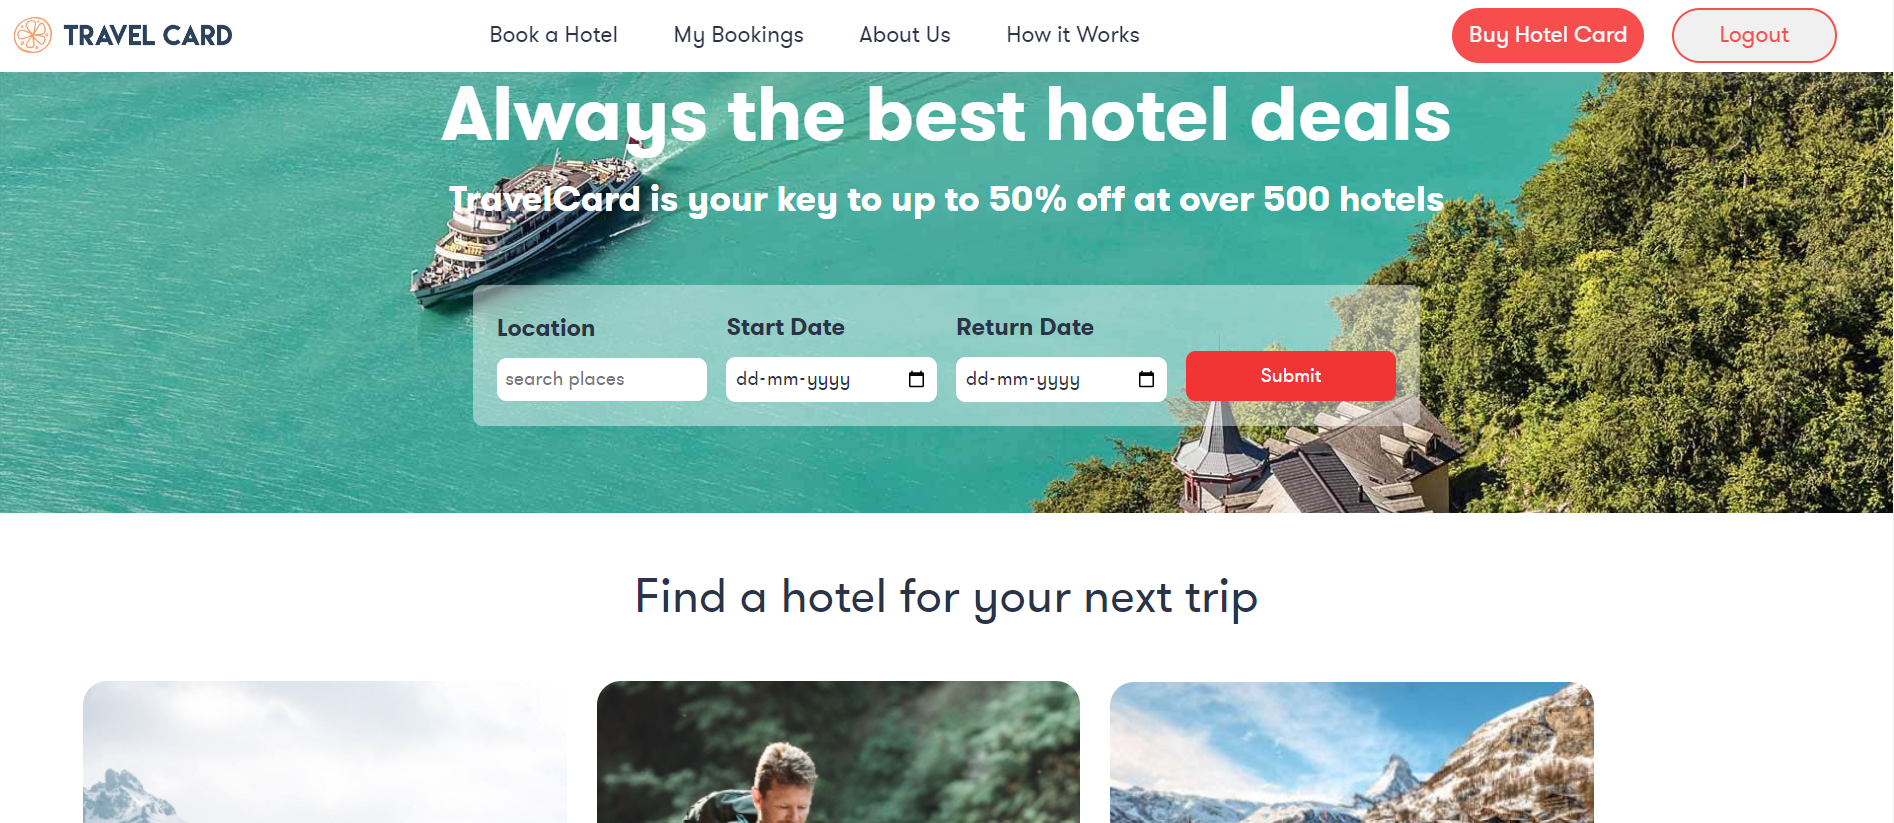 TRAVEL CARD
Book a Hotel
My Bookings
About Us
How it Works
Buy Hotel Card
Logout
Always the best hotel deals
TravelCard is your key to up to 50% off at over 500 hotels
Location
Start Date
Return Date
search places
dd-mm-yyyy
dd-mm-yyyy
Submit
Find a hotel for your next trip